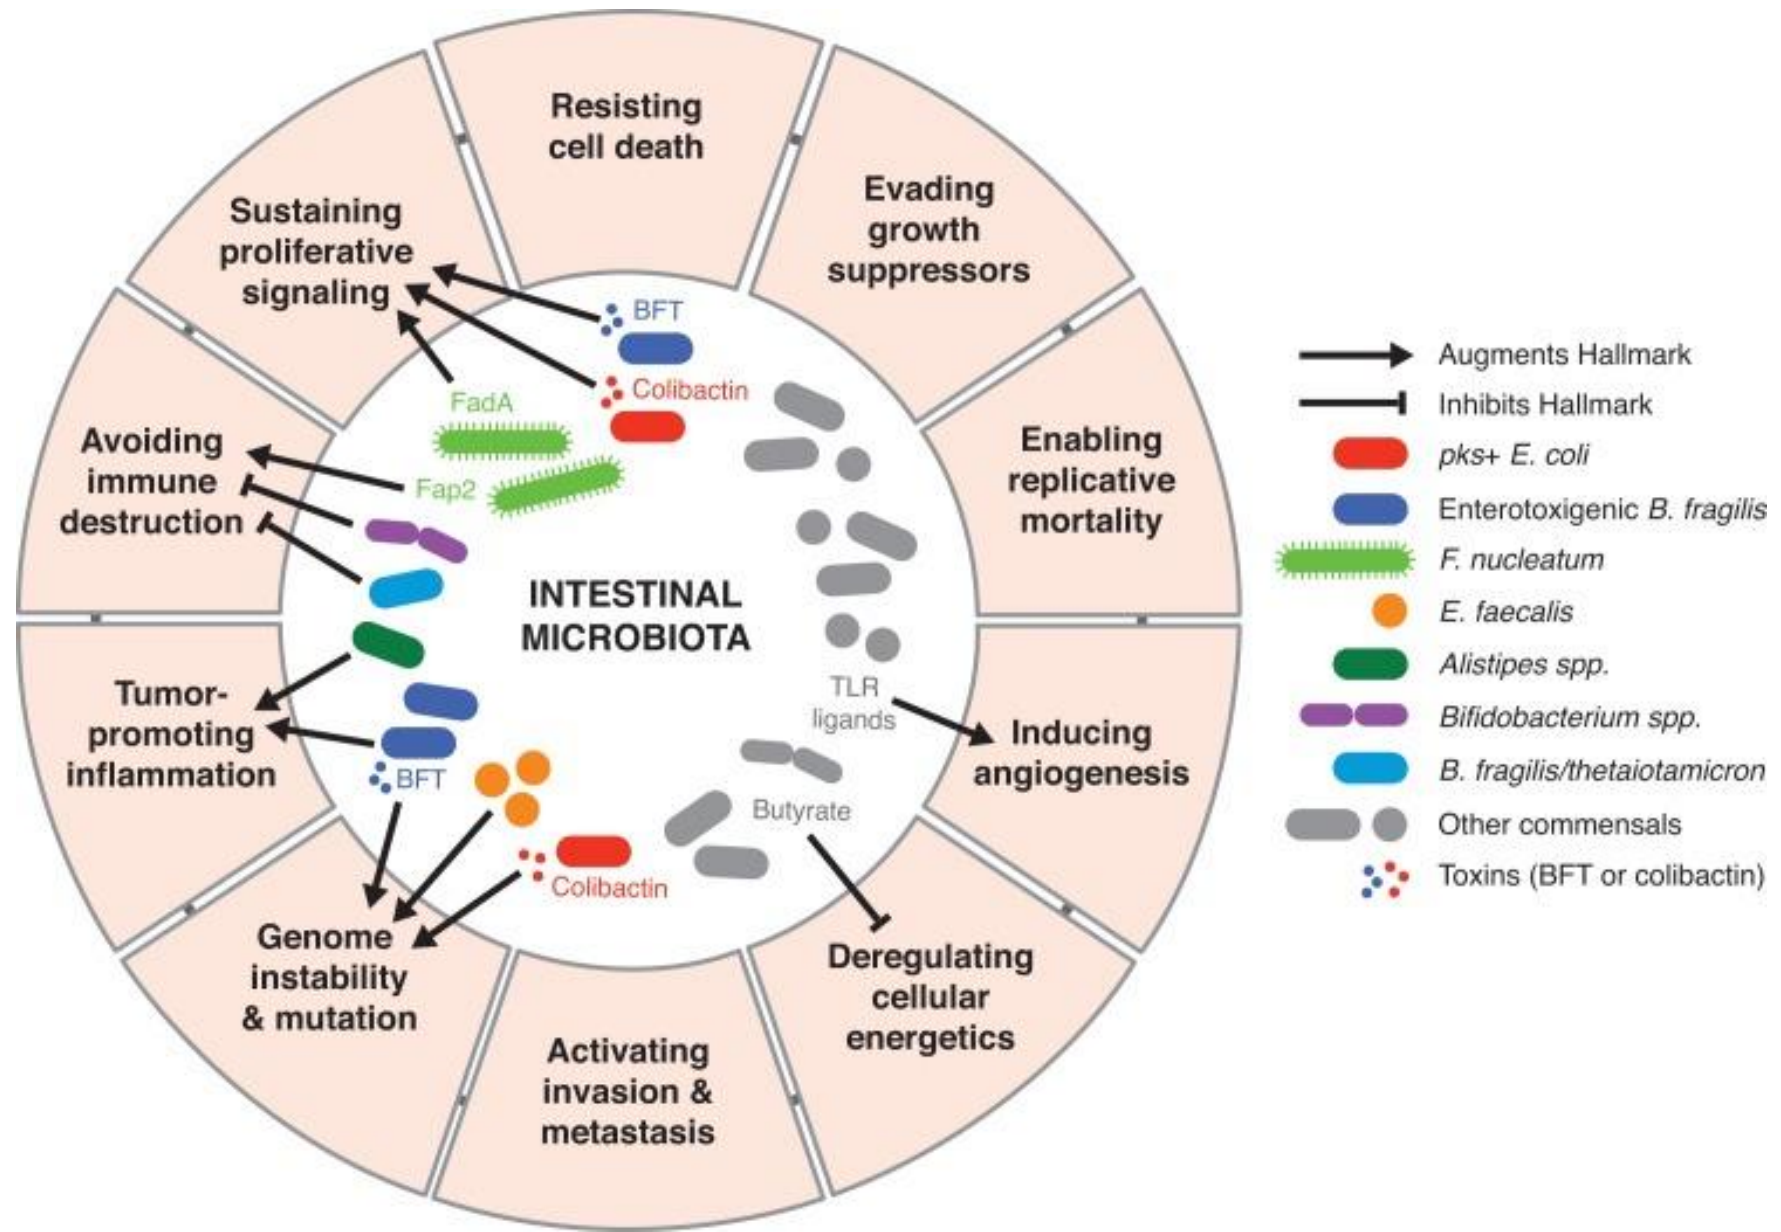 Resisting
cell death
Evading
growth
suppressors
Enabling
replicative
mortality
Inducing
angiogenesis
Deregulating
cellular
energetics
Activating
invasion &
metastasis
Genome
instability
& mutation
Tumor-
promoting
inflammation
Avoiding
immune
destruction
Sustaining
proliferative
signaling
BFT
Colibactin
FadA
Fap2
INTESTINAL
MICROBIOTA
TLR
ligands
Butyrate
BFT
Colibactin
Augments Hallmark
Inhibits Hallmark
pks+ E. coli
Enterotoxigenic B. fragilis
F. nucleatum
E. faecalis
Alistipes spp.
Bifidobacterium spp.
B. fragilis/thetaiotamicron
Other commensals
Toxins (BFT or colibactin)